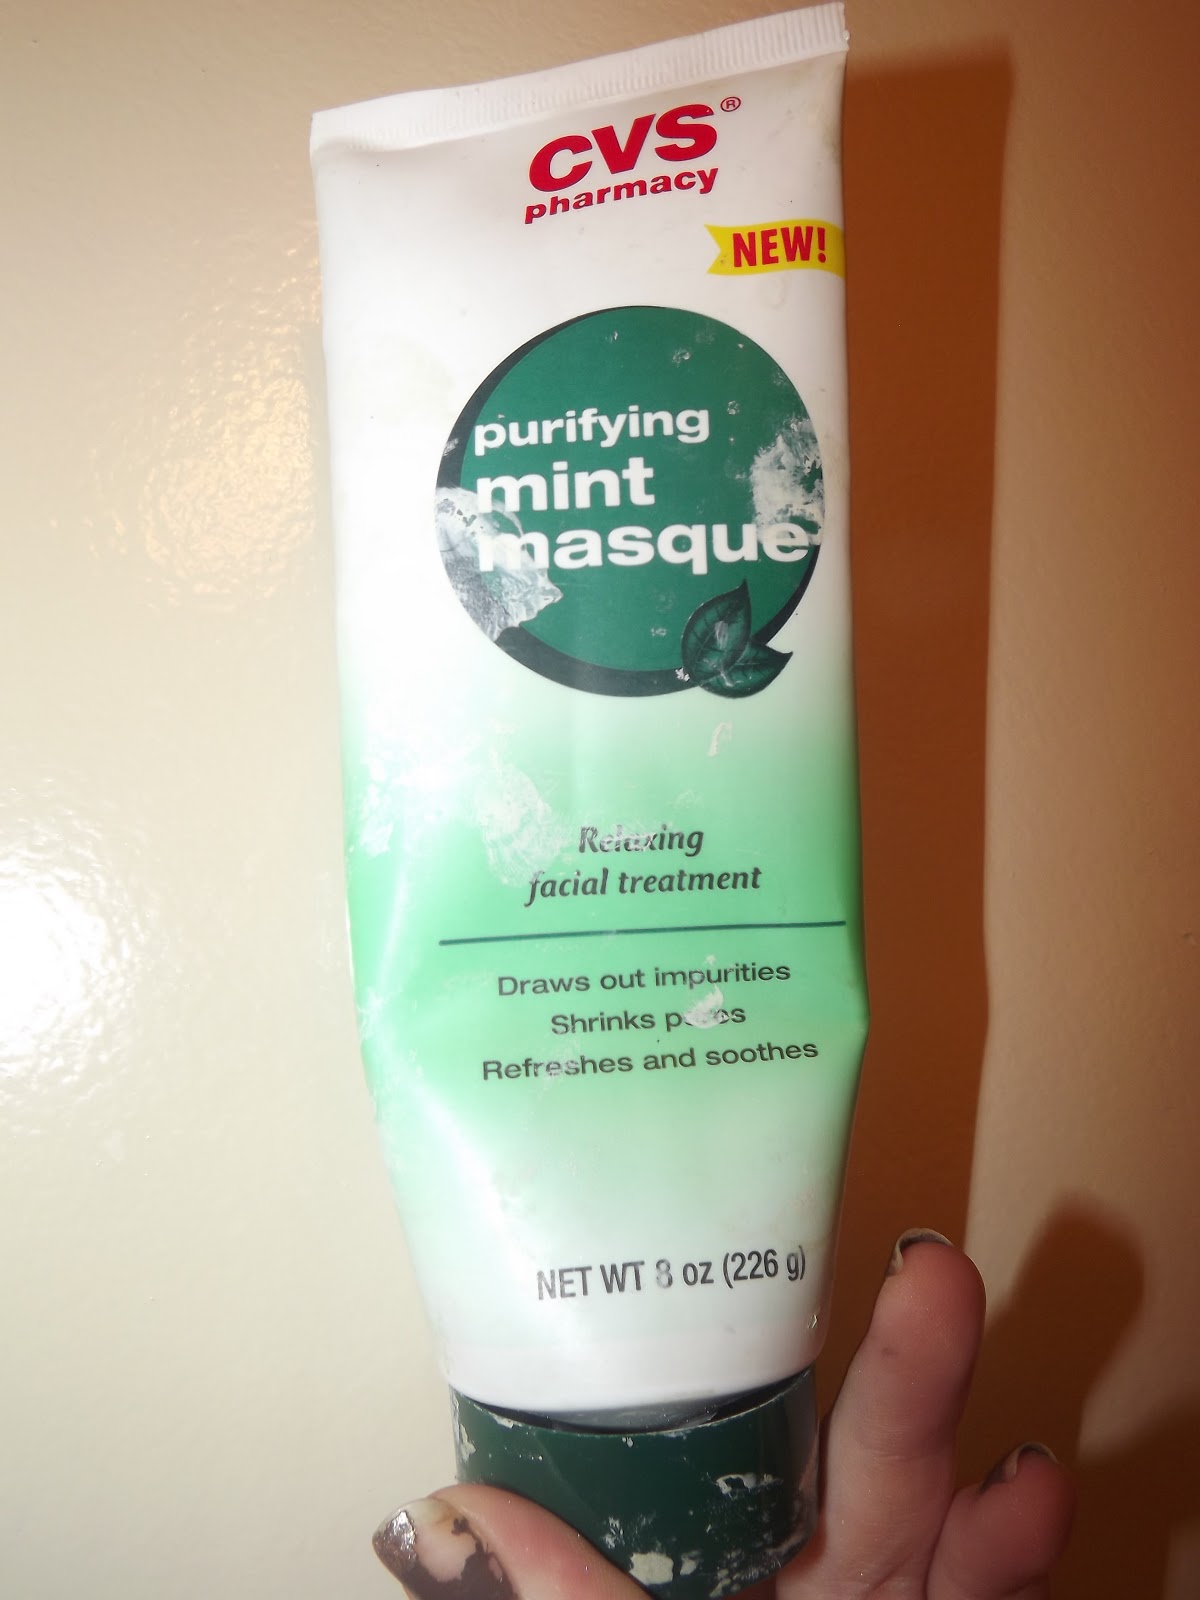 CVS®
pharmacy
NEW!
purifying
mint
masque
Relaxing
facial treatment
Draws out impurities
Shrinks pores
Refreshes and soothes
NET WT 8 oz (226 g)